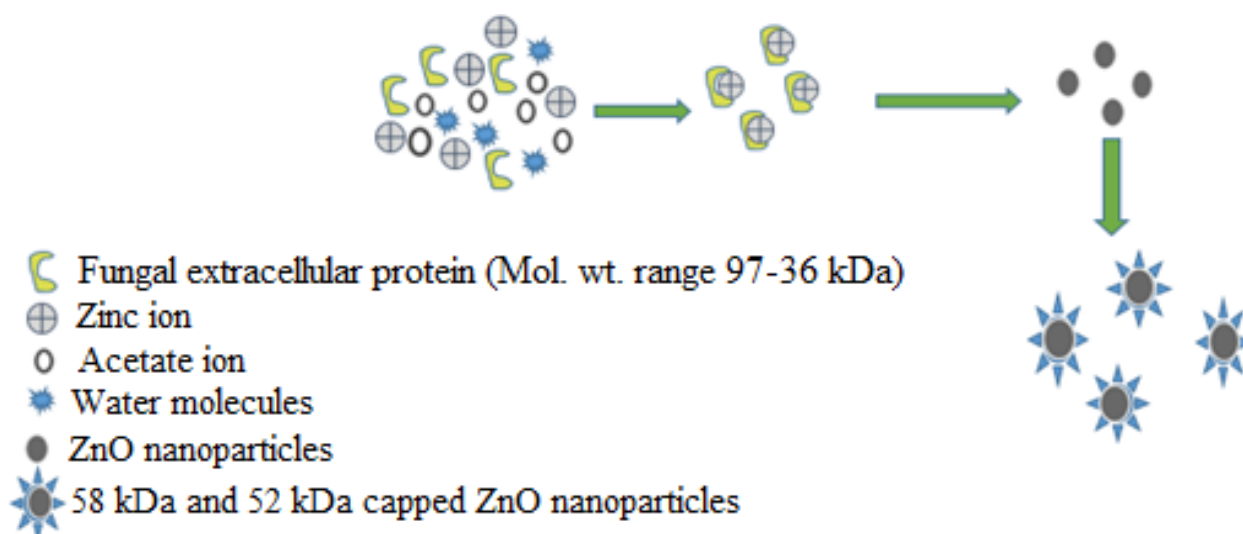 Fungal extracellular protein (Mol. wt. range 97-36 kDa)
Zinc ion
Acetate ion
Water molecules
ZnO nanoparticles
58 kDa and 52 kDa capped ZnO nanoparticles